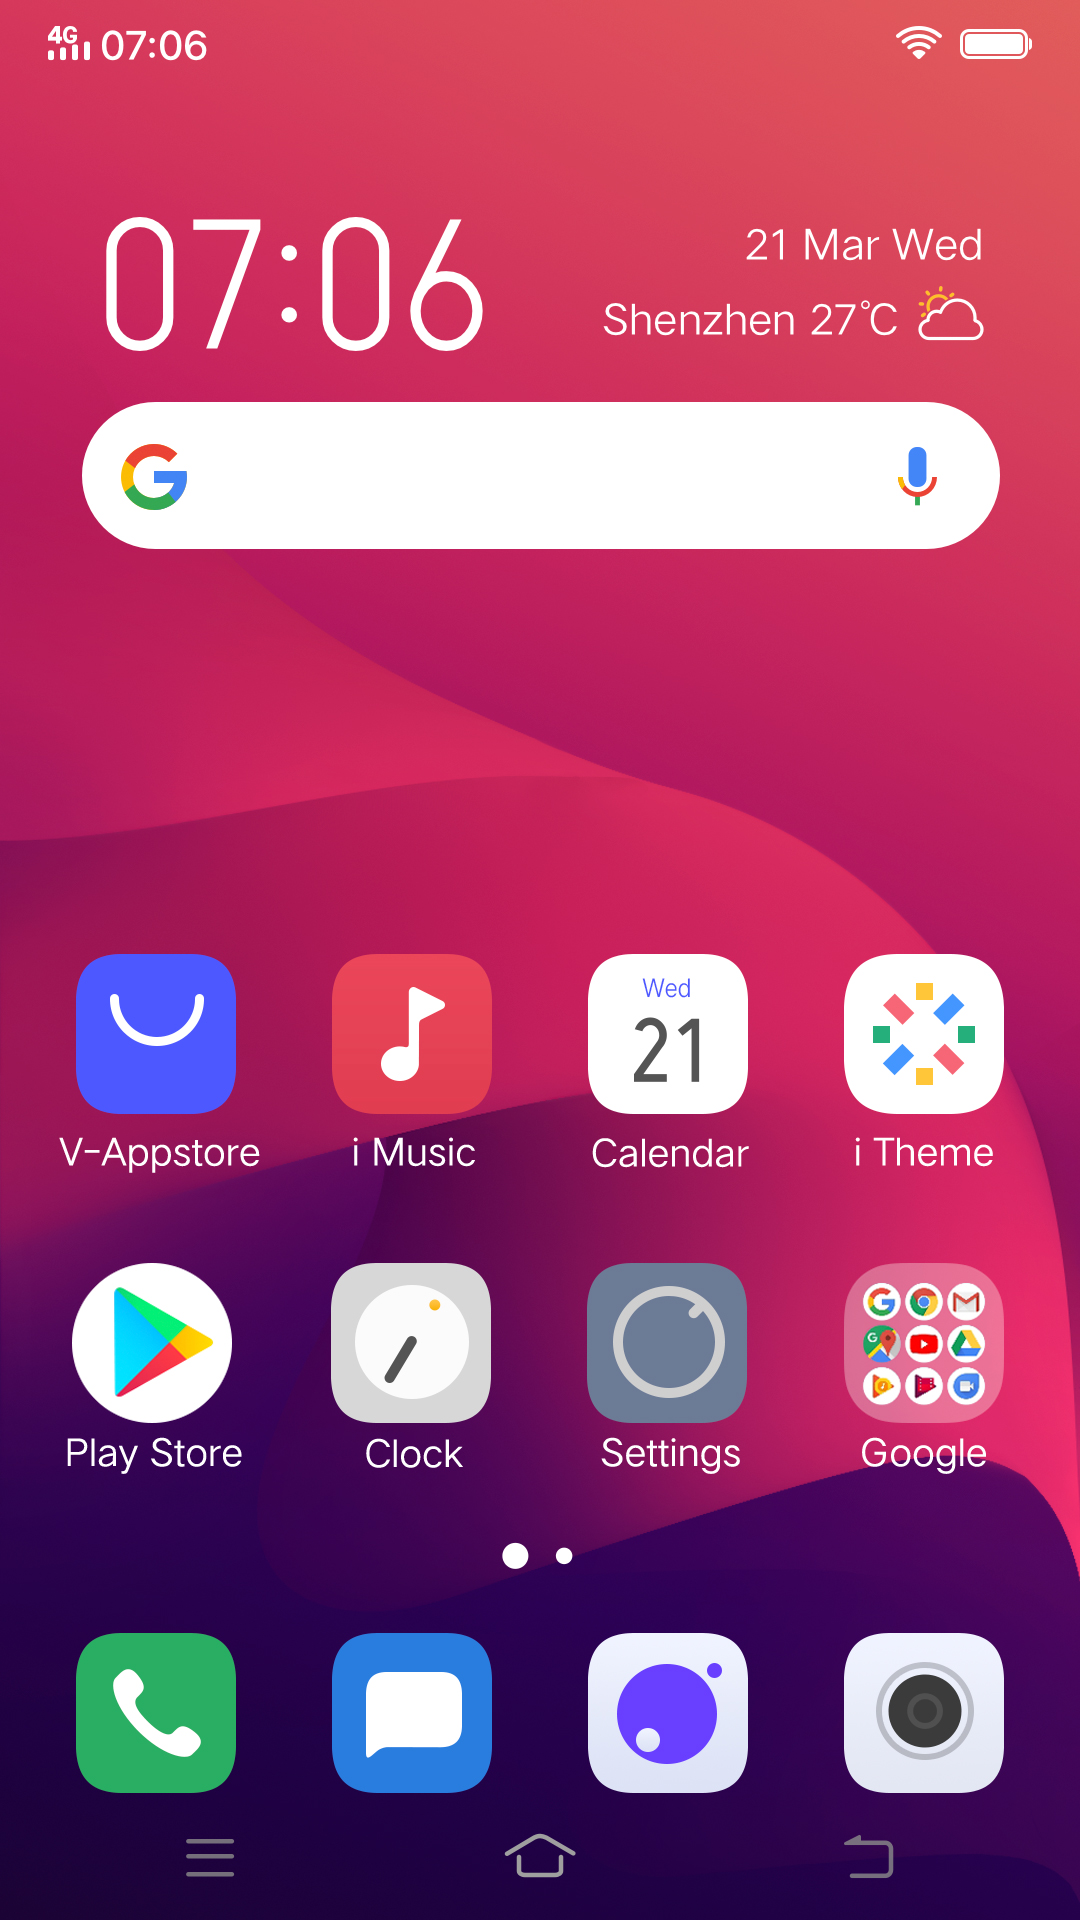 4G 07:06
07:06
21 Mar Wed
Shenzhen 27°C
Wed
21
V-Appstore
i Music
Calendar
i Theme
Play Store
Clock
Settings
Google